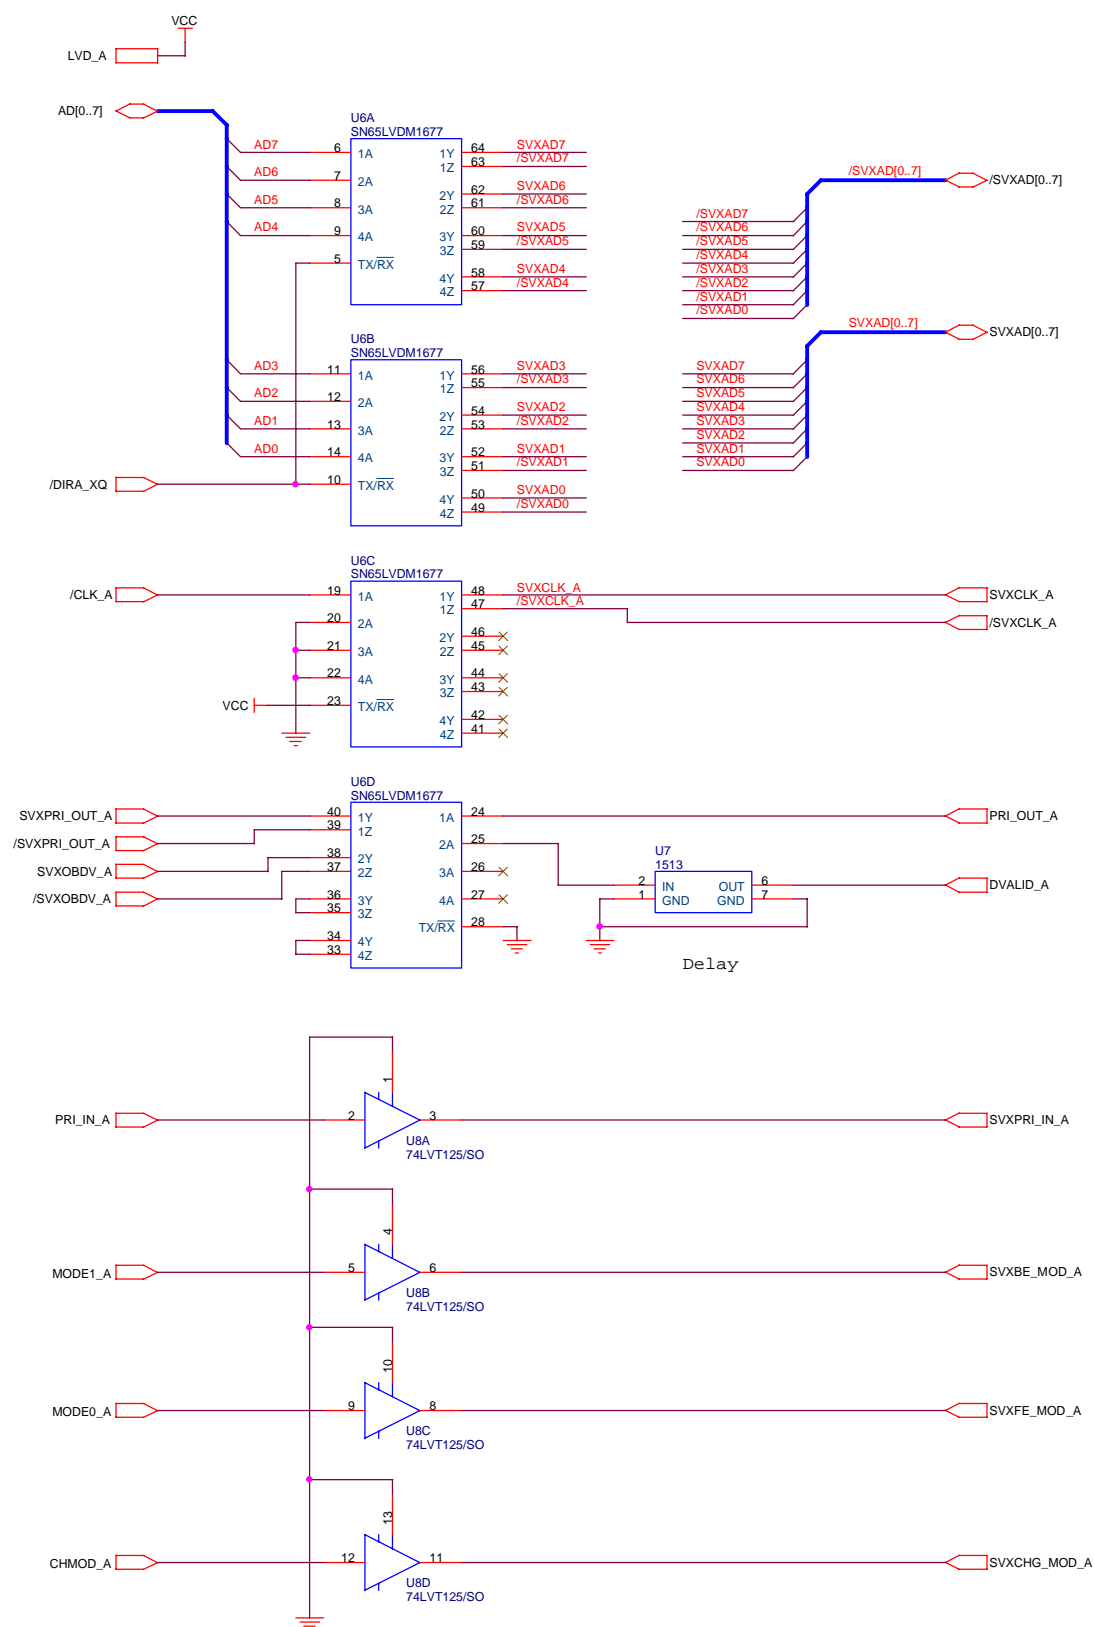 VCC
LVD_A
AD[0..7]
U6A
SN65LVDM1677
AD7 6 1A 1Y 64 SVXAD7
1Z 63 /SVXAD7
AD6 7 2A 2Y 62 SVXAD6
2Z 61 /SVXAD6
AD5 8 3A 3Y 60 SVXAD5
3Z 59 /SVXAD5
AD4 9 4A 4Y 58 SVXAD4
4Z 57 /SVXAD4
5 TX/RX
/SVXAD[0..7] /SVXAD[0..7]
/SVXAD7
/SVXAD6
/SVXAD5
/SVXAD4
/SVXAD3
/SVXAD2
/SVXAD1
/SVXAD0
SVXAD[0..7] SVXAD[0..7]
SVXAD7
SVXAD6
SVXAD5
SVXAD4
SVXAD3
SVXAD2
SVXAD1
SVXAD0
U6B
SN65LVDM1677
AD3 11 1A 1Y 56 SVXAD3
1Z 55 /SVXAD3
AD2 12 2A 2Y 54 SVXAD2
2Z 53 /SVXAD2
AD1 13 3A 3Y 52 SVXAD1
3Z 51 /SVXAD1
AD0 14 4A 4Y 50 SVXAD0
4Z 49 /SVXAD0
/DIRA_XQ 10 TX/RX
U6C
SN65LVDM1677
/CLK_A 19 1A 1Y 48 SVXCLK_A SVXCLK_A
1Z 47 /SVXCLK_A /SVXCLK_A
20 2A 2Y 46
2Z 45
21 3A 3Y 44
3Z 43
22 4A 4Y 42
4Z 41
VCC 23 TX/RX
U6D
SN65LVDM1677
SVXPRI_OUT_A 40 1Y 1A 24 PRI_OUT_A
/SVXPRI_OUT_A 39 1Z
SVXOBDV_A 38 2Y 2A 25
/SVXOBDV_A 37 2Z
36 3Y 3A 26
35 3Z
34 4Y 4A 27
33 4Z
TX/RX 28
U7
1513
2 IN OUT 6 DVALID_A
1 GND GND 7
Delay
1
PRI_IN_A 2 3 SVXPRI_IN_A
U8A
74LVT125/SO
4
MODE1_A 5 6 SVXBE_MOD_A
U8B
74LVT125/SO
10
MODE0_A 9 8 SVXFE_MOD_A
U8C
74LVT125/SO
13
CHMOD_A 12 11 SVXCHG_MOD_A
U8D
74LVT125/SO